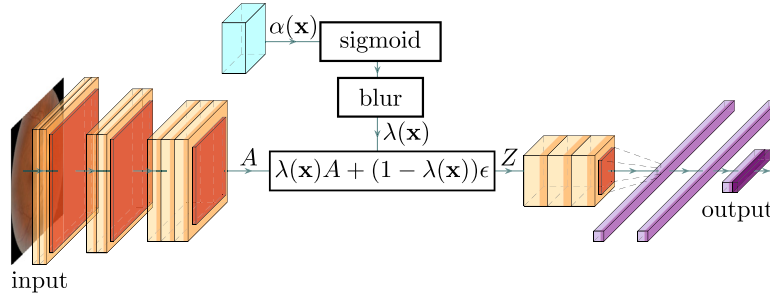 α(x)
sigmoid
blur
λ(x)
A
λ(x)A + (1 − λ(x))ϵ
Z
output
input